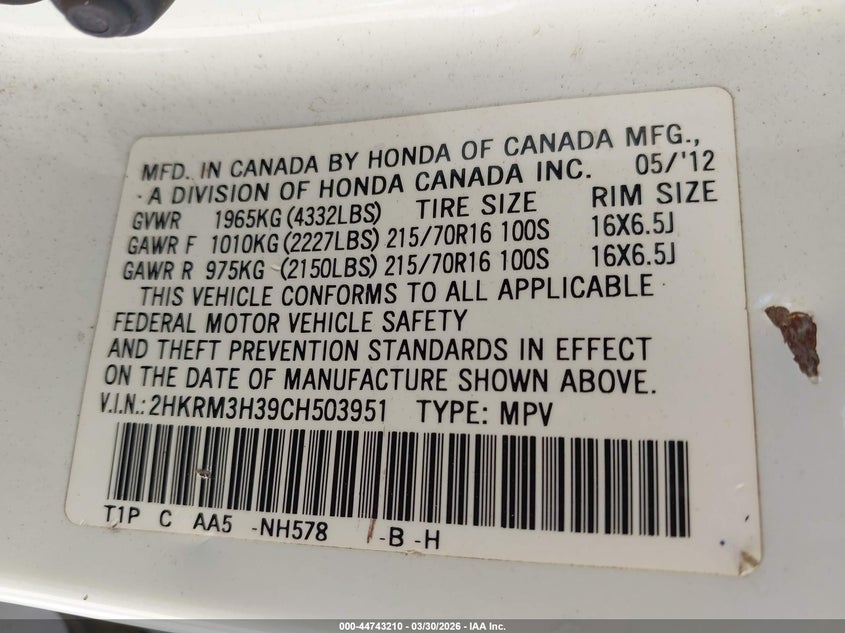 MFD. IN CANADA BY HONDA OF CANADA MFG.,
A DIVISION OF HONDA CANADA INC. 05/'12
GVWR 1965KG (4332LBS) TIRE SIZE RIM SIZE
GAWR F 1010KG (2227LBS) 215/70R16 100S 16X6.5J
GAWR R 975KG (2150LBS) 215/70R16 100S 16X6.5J
THIS VEHICLE CONFORMS TO ALL APPLICABLE
FEDERAL MOTOR VEHICLE SAFETY
AND THEFT PREVENTION STANDARDS IN EFFECT
ON THE DATE OF MANUFACTURE SHOWN ABOVE.
V.I.N.: 2HKRM3H39CH503951 TYPE: MPV
T1P C AA5 -NH578 -B -H
000-44743210 - 03/30/2026 - IAA Inc.